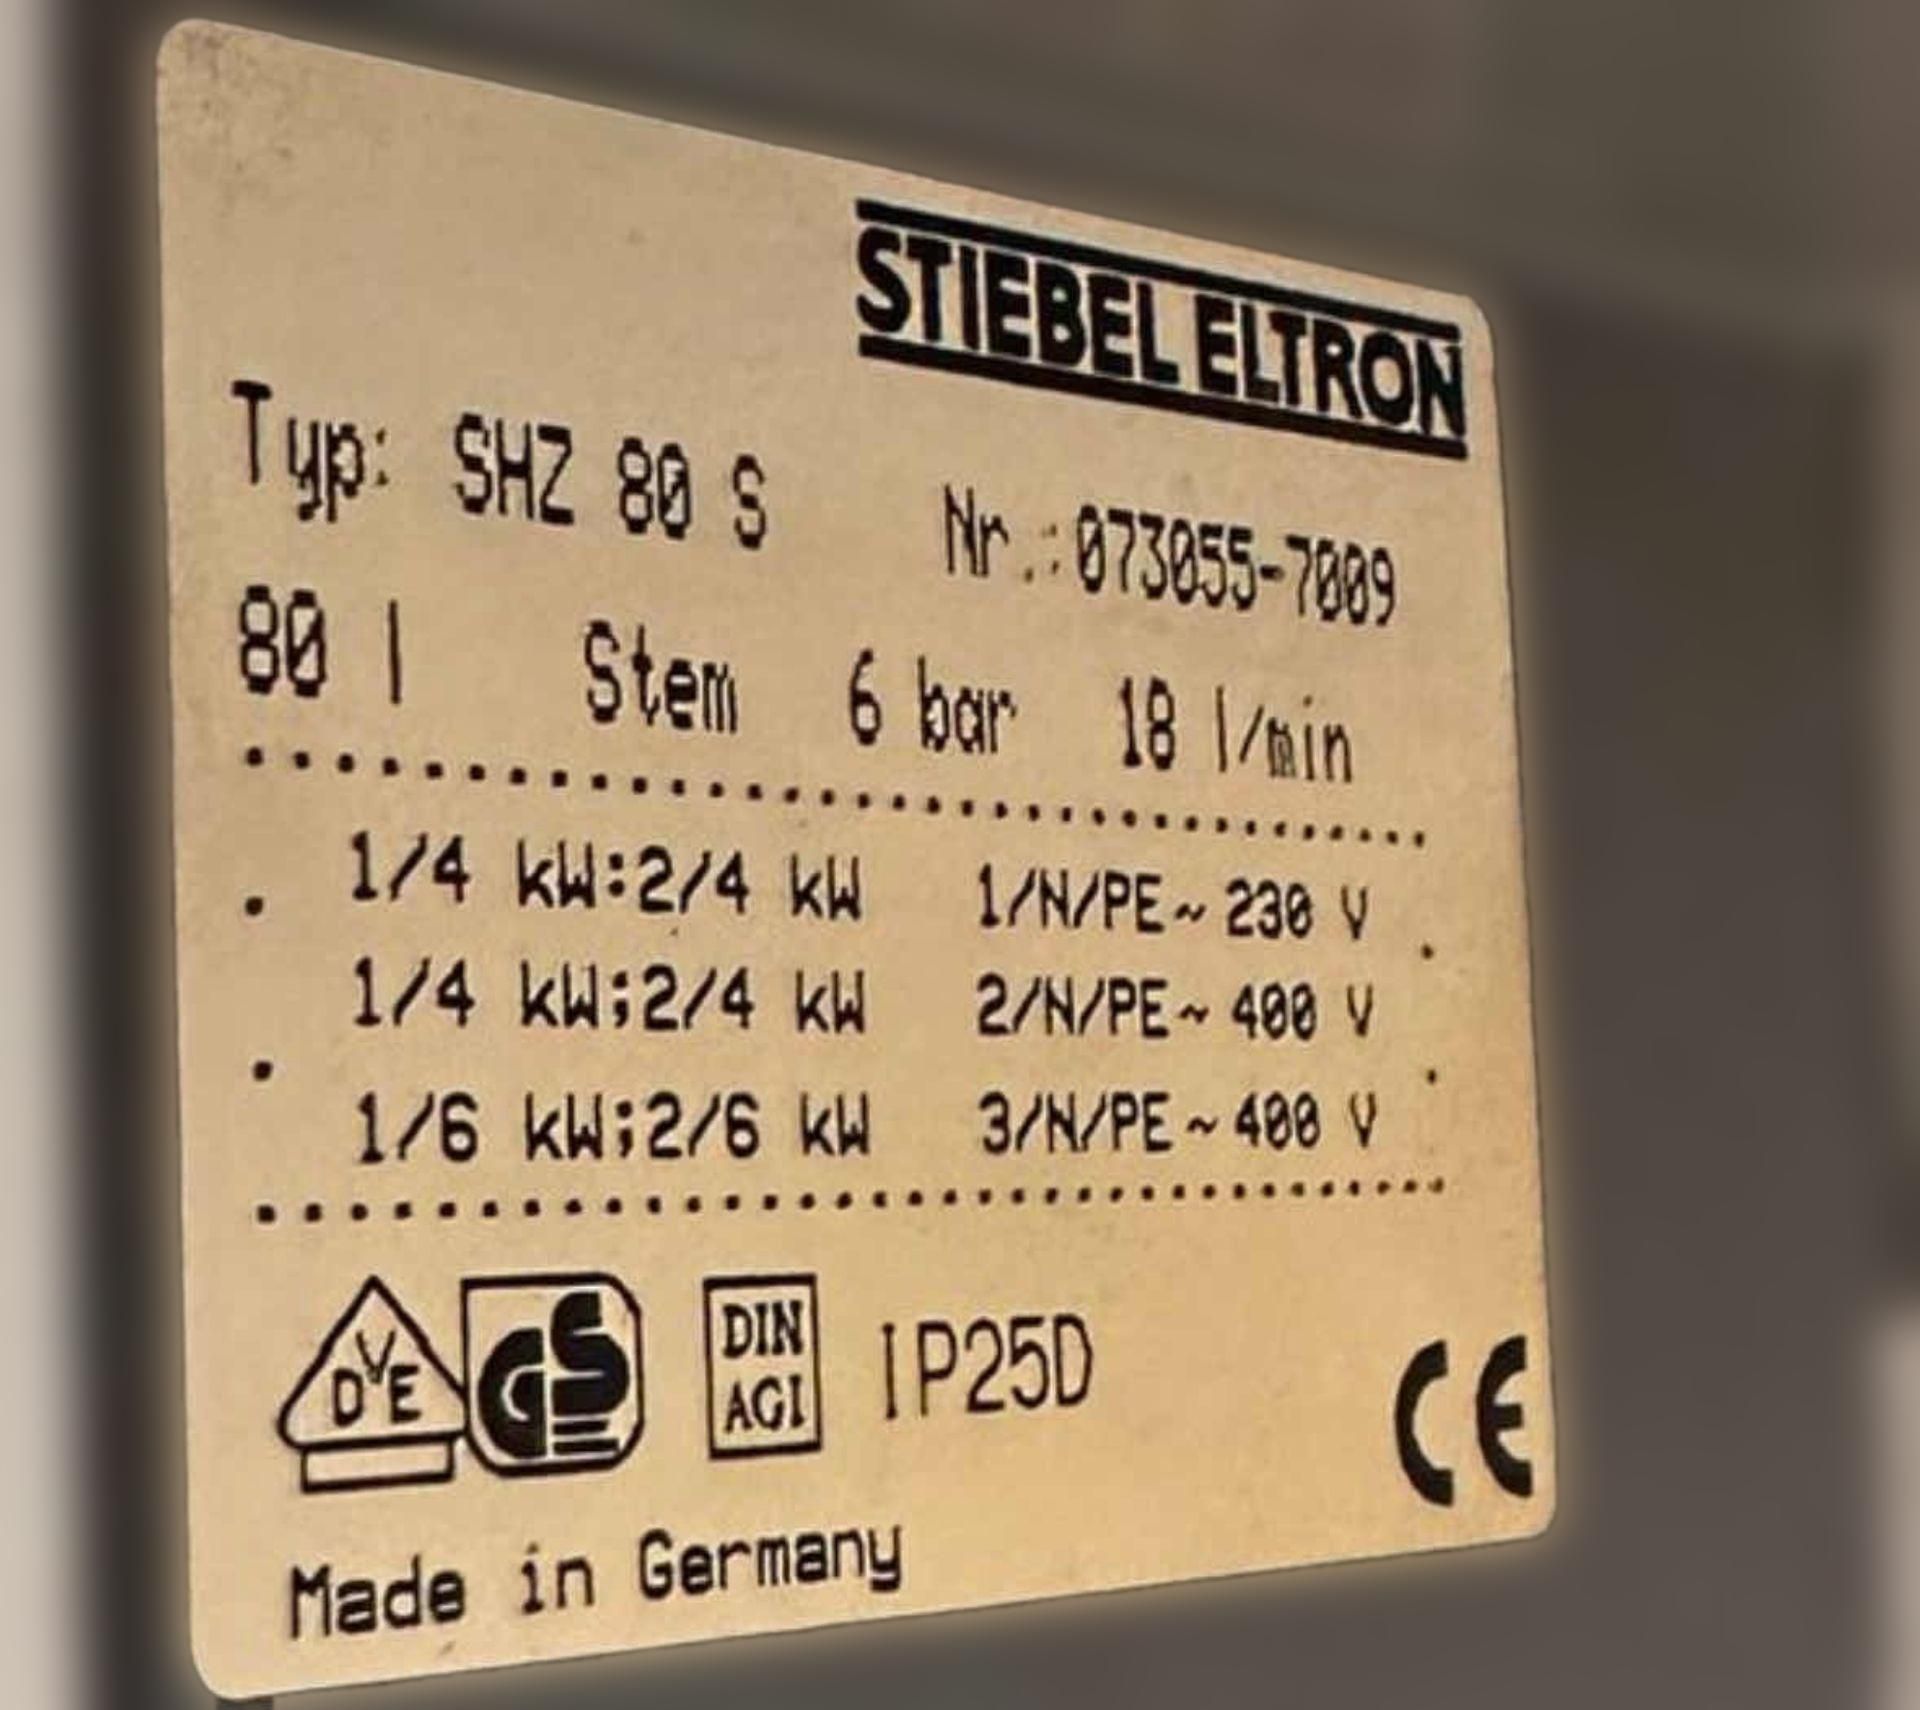 STIEBEL ELTRON
Typ: SHZ 80 S Nr.:073055-7009
80 l Stem 6 bar 18 l/min
1/4 kW:2/4 kW 1/N/PE~ 230 V
1/4 kW;2/4 kW 2/N/PE~ 400 V
1/6 kW;2/6 kW 3/N/PE~ 400 V
DVE GS DIN IP25D CE
AGI
Made in Germany